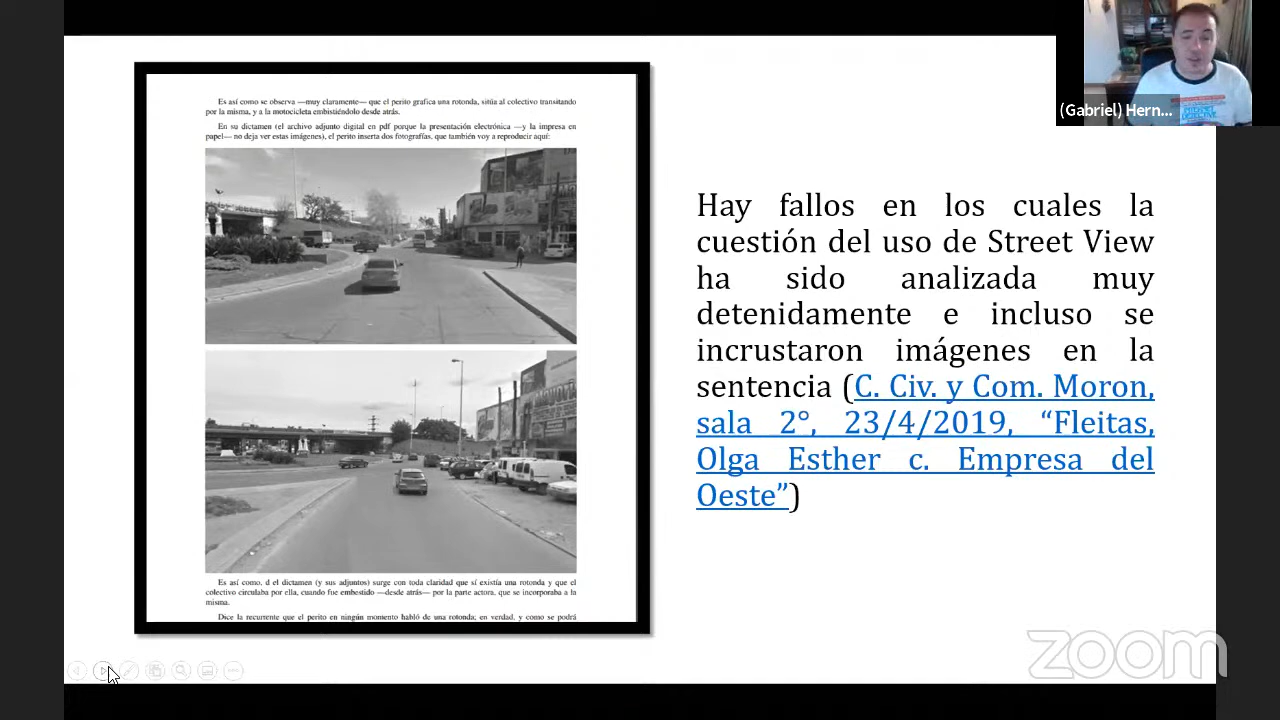 Es así como se observa —muy claramente— que el perito grafica una rotonda, sitúa al colectivo transitando
por la misma, y a la motocicleta embistiéndolo desde atrás.
En su dictamen (el archivo adjunto digital en pdf porque la presentación electrónica —y la impresa en
papel— no deja ver estas imágenes), el perito inserta dos fotografías, que también voy a reproducir aquí:
Es así como, d el dictamen (y sus adjuntos) surge con toda claridad que sí existía una rotonda y que el
colectivo circulaba por ella, cuando fue embestido —desde atrás— por la parte actora, que se incorporaba a la
misma.
Dice la recurrente que el perito en ningún momento habló de una rotonda; en verdad, y como se podrá
(Gabriel) Hern...
Hay fallos en los cuales la
cuestión del uso de Street View
ha sido analizada muy
detenidamente e incluso se
incrustaron imágenes en la
sentencia (C. Civ. y Com. Moron,
sala 2°, 23/4/2019, “Fleitas,
Olga Esther c. Empresa del
Oeste”)
zoom